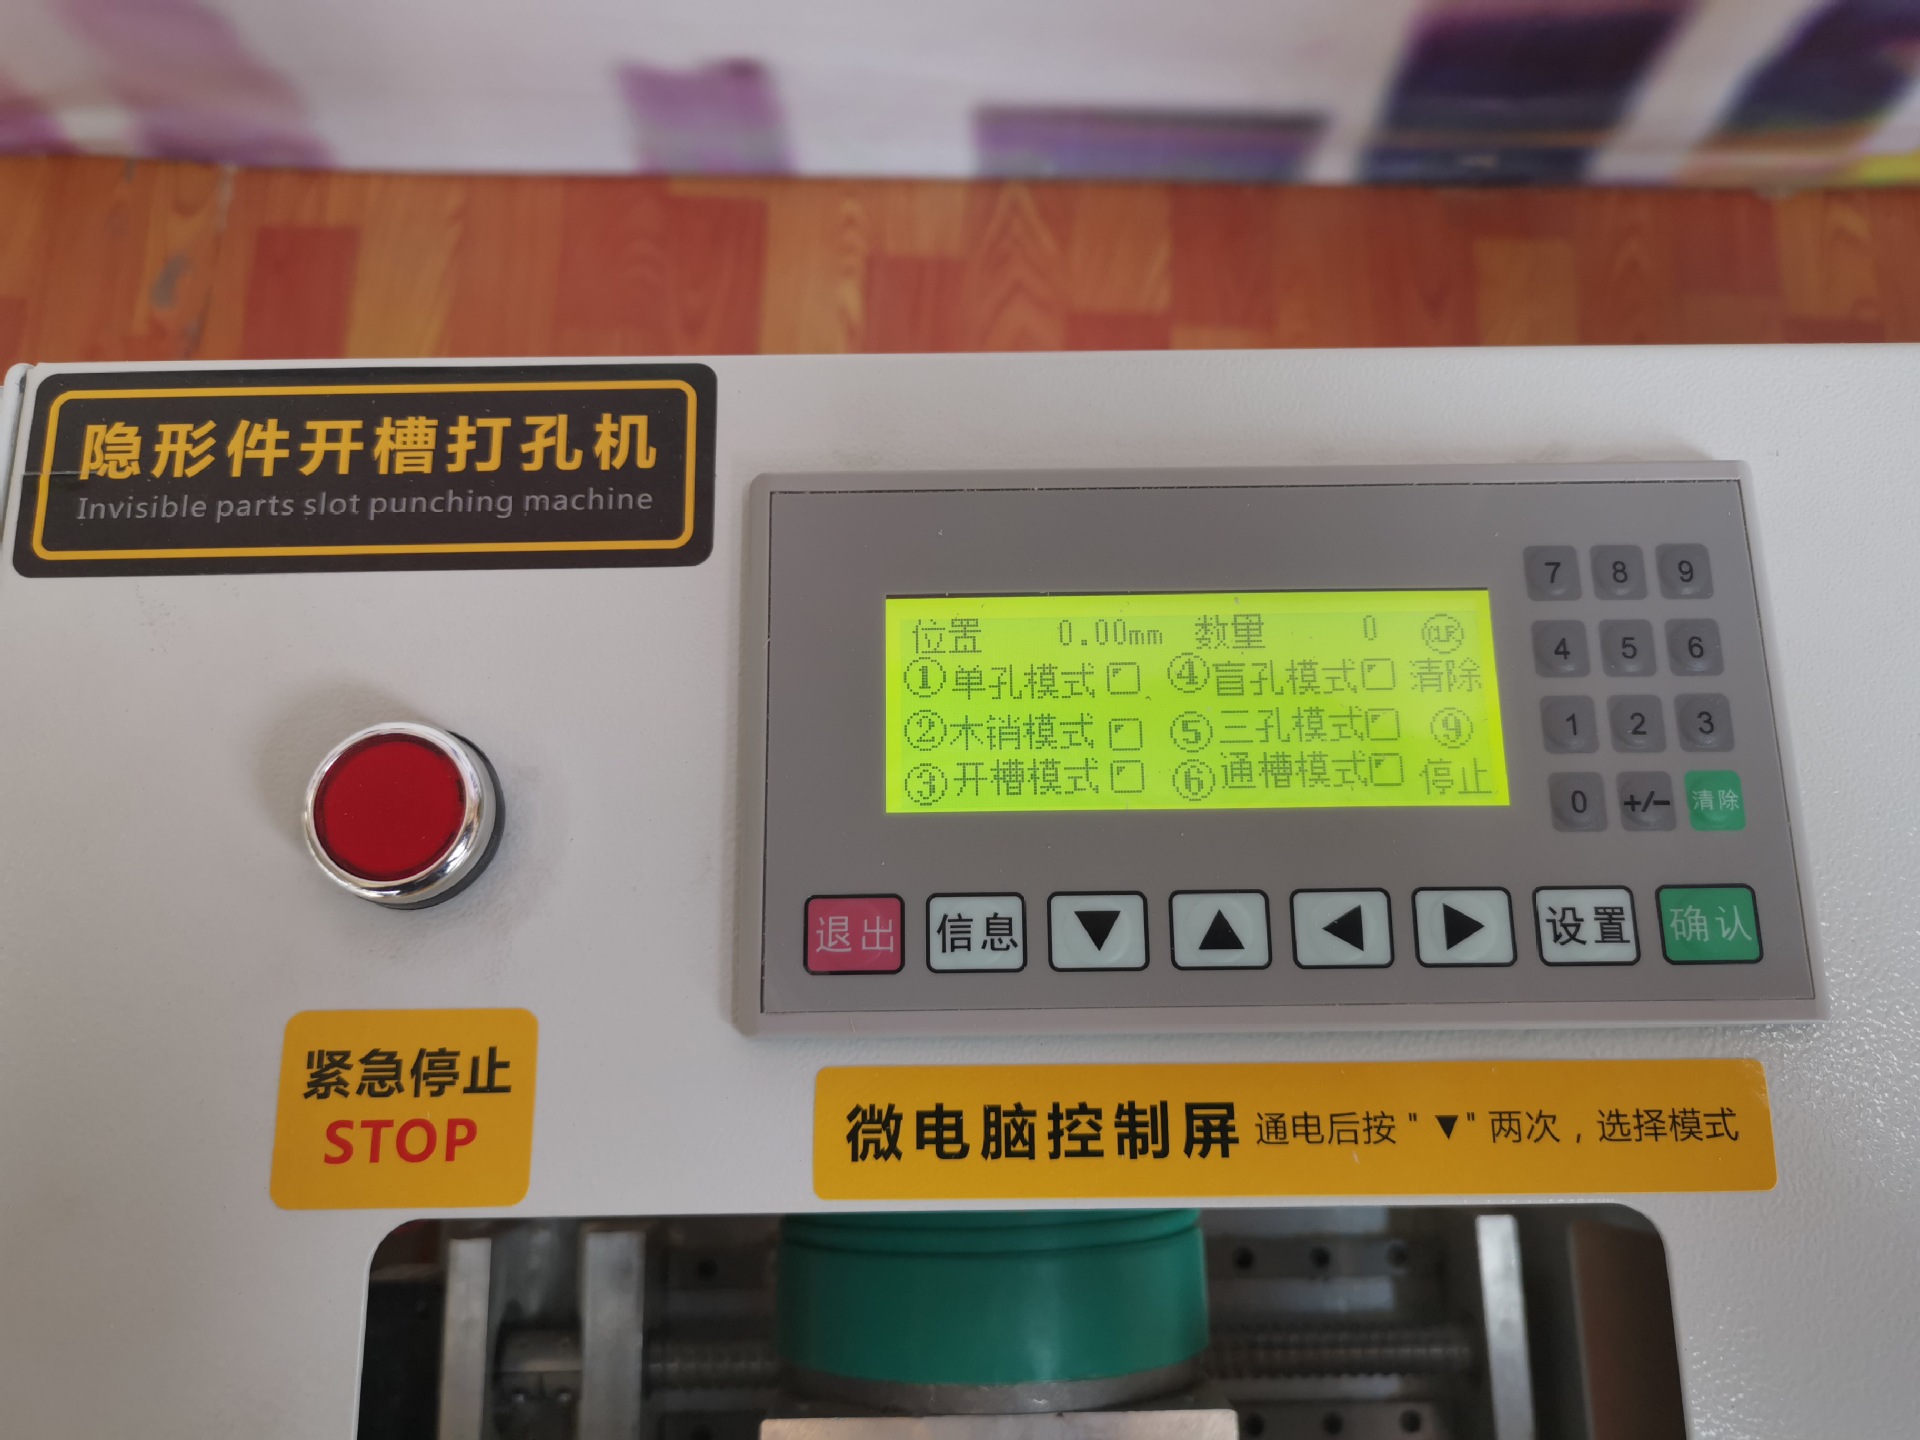 隐形件开槽打孔机
Invisible parts slot punching machine
位置 0.00mm 数量 0
①单孔模式 ④盲孔模式 清除
②木销模式 ⑤三孔模式 ⑨
③开槽模式 ⑥通槽模式 停止
7 8 9
4 5 6
1 2 3
0 +/- 清除
退出 信息 ▼ ▲ ◀ ▶ 设置 确认
紧急停止
STOP
微电脑控制屏 通电后按"▼"两次，选择模式